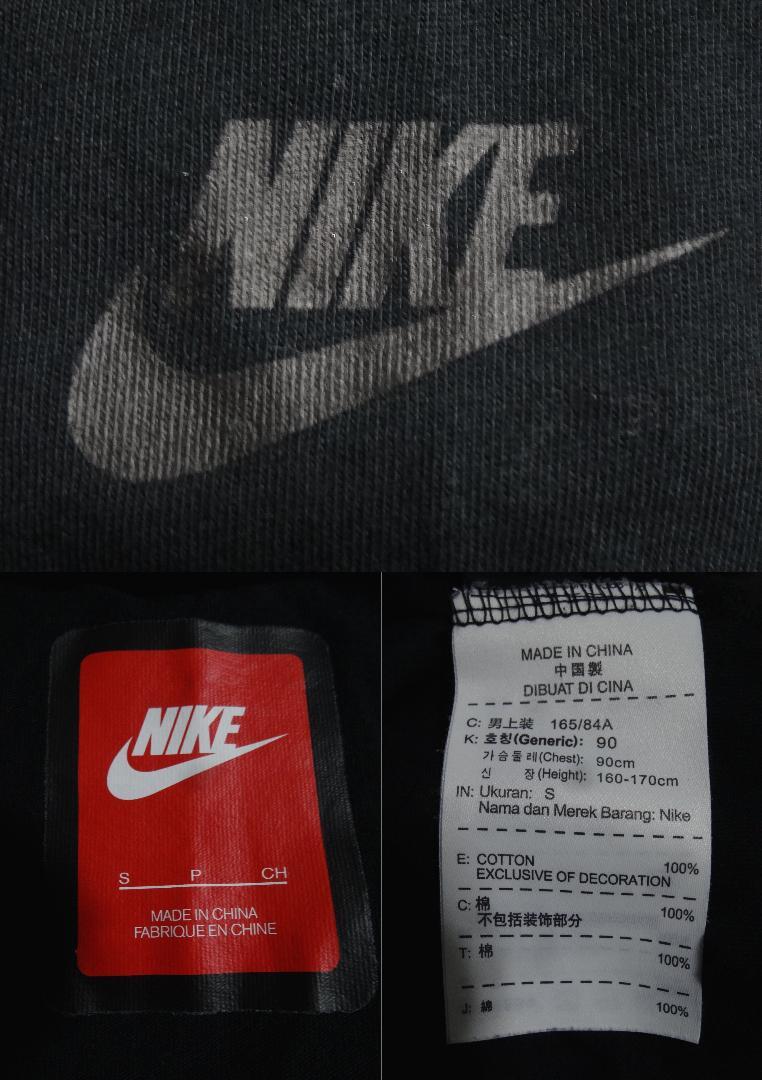 NIKE
NIKE
S P CH
MADE IN CHINA
FABRIQUE EN CHINE
MADE IN CHINA
中国製
DIBUAT DI CINA
C: 男上装 165/84A
K: 호칭(Generic): 90
가슴둘레(Chest): 90cm
신 장(Height): 160-170cm
IN: Ukuran: S
Nama dan Merek Barang: Nike
E: COTTON 100%
EXCLUSIVE OF DECORATION
C: 棉 100%
不包括装饰部分
T: 棉 100%
J: 綿 100%